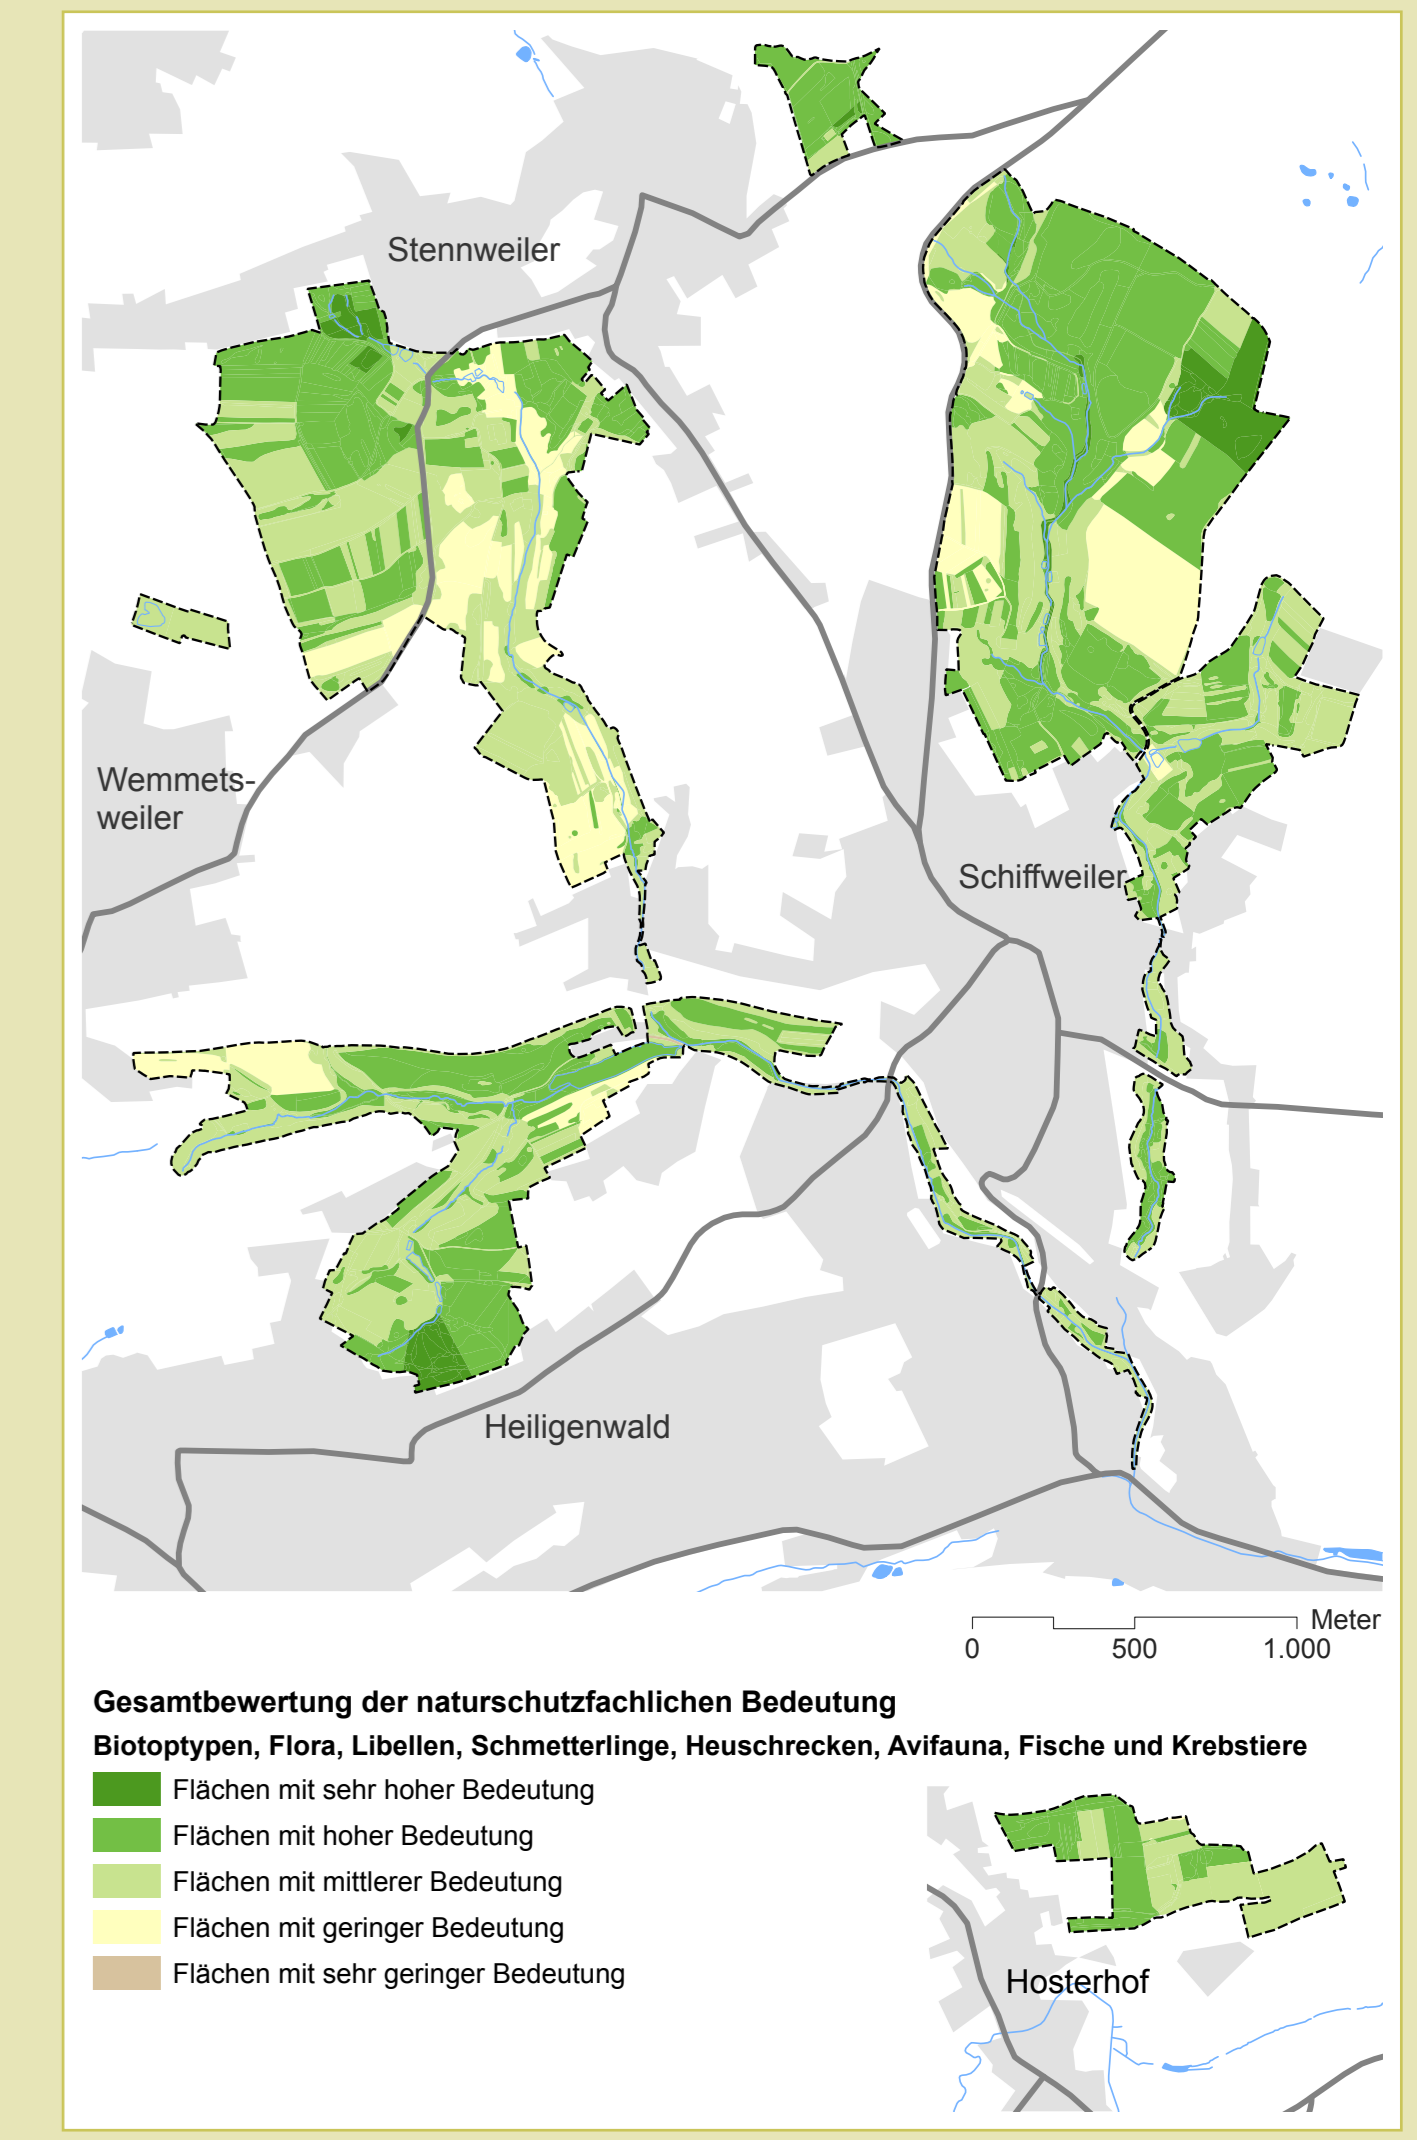 Stennweiler
Wemmets-
weiler
Schiffweiler
Heiligenwald
Meter
0 500 1.000
Gesamtbewertung der naturschutzfachlichen Bedeutung
Biotoptypen, Flora, Libellen, Schmetterlinge, Heuschrecken, Avifauna, Fische und Krebstiere
Flächen mit sehr hoher Bedeutung
Flächen mit hoher Bedeutung
Flächen mit mittlerer Bedeutung
Flächen mit geringer Bedeutung
Flächen mit sehr geringer Bedeutung
Hosterhof